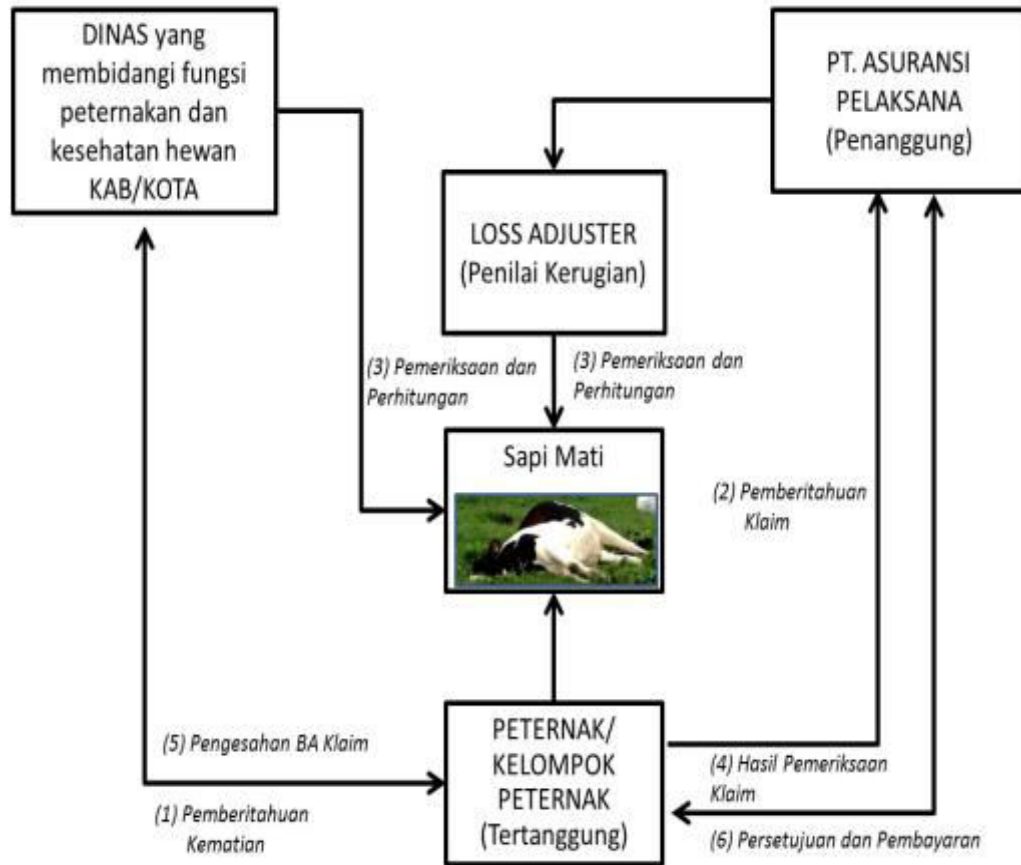 DINAS yang
membidangi fungsi
peternakan dan
kesehatan hewan
KAB/KOTA
PT. ASURANSI
PELAKSANA
(Penanggung)
LOSS ADJUSTER
(Penilai Kerugian)
(3) Pemeriksaan dan
Perhitungan
(3) Pemeriksaan dan
Perhitungan
Sapi Mati
(2) Pemberitahuan
Klaim
(5) Pengesahan BA Klaim
(1) Pemberitahuan
Kematian
PETERNAK/
KELOMPOK
PETERNAK
(Tertanggung)
(4) Hasil Pemeriksaan
Klaim
(6) Persetujuan dan Pembayaran